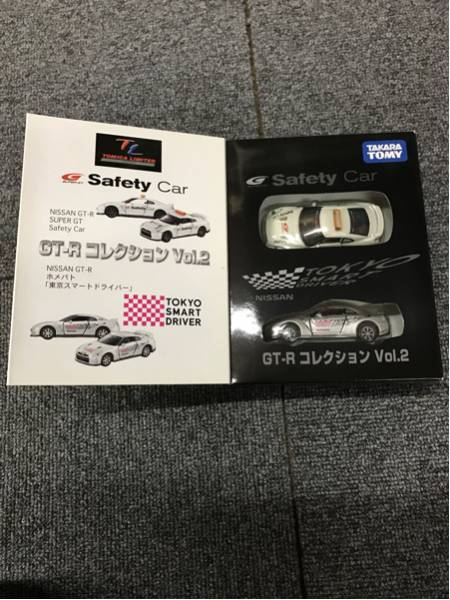 TL
TOMICA LIMITED
Safety Car
NISSAN GT-R
SUPER GT
Safety Car
GT-R コレクション Vol.2
NISSAN GT-R
ホメパト
「東京スマートドライバー」
TOKYO
SMART
DRIVER
TAKARA
TOMY
Safety Car
TOKYO
SMART
DRIVER
NISSAN
GT-R コレクション Vol.2